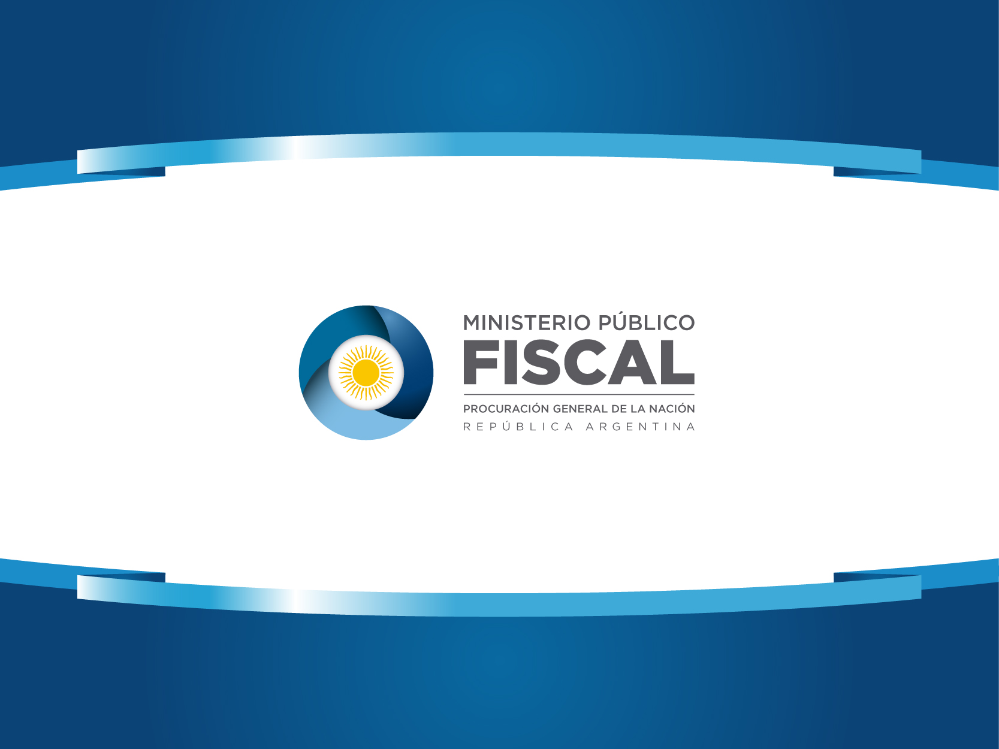 MINISTERIO PÚBLICO
FISCAL
PROCURACIÓN GENERAL DE LA NACIÓN
REPÚBLICA ARGENTINA